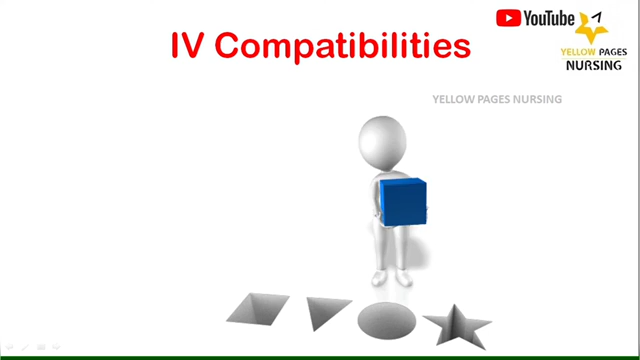 YouTube
IV Compatibilities
YELLOW PAGES
NURSING
YELLOW PAGES NURSING